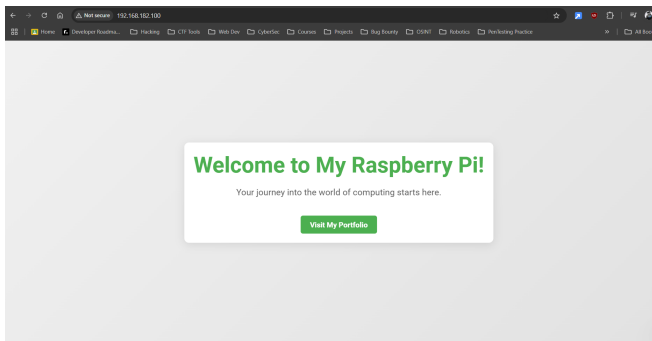 Not secure 192.168.182.100
Home Developer Roadma... Hacking CTF Tools Web Dev CyberSec Courses Projects Bug Bounty OSINT Robotics PenTesting Practice » All Boo
Welcome to My Raspberry Pi!
Your journey into the world of computing starts here.
Visit My Portfolio